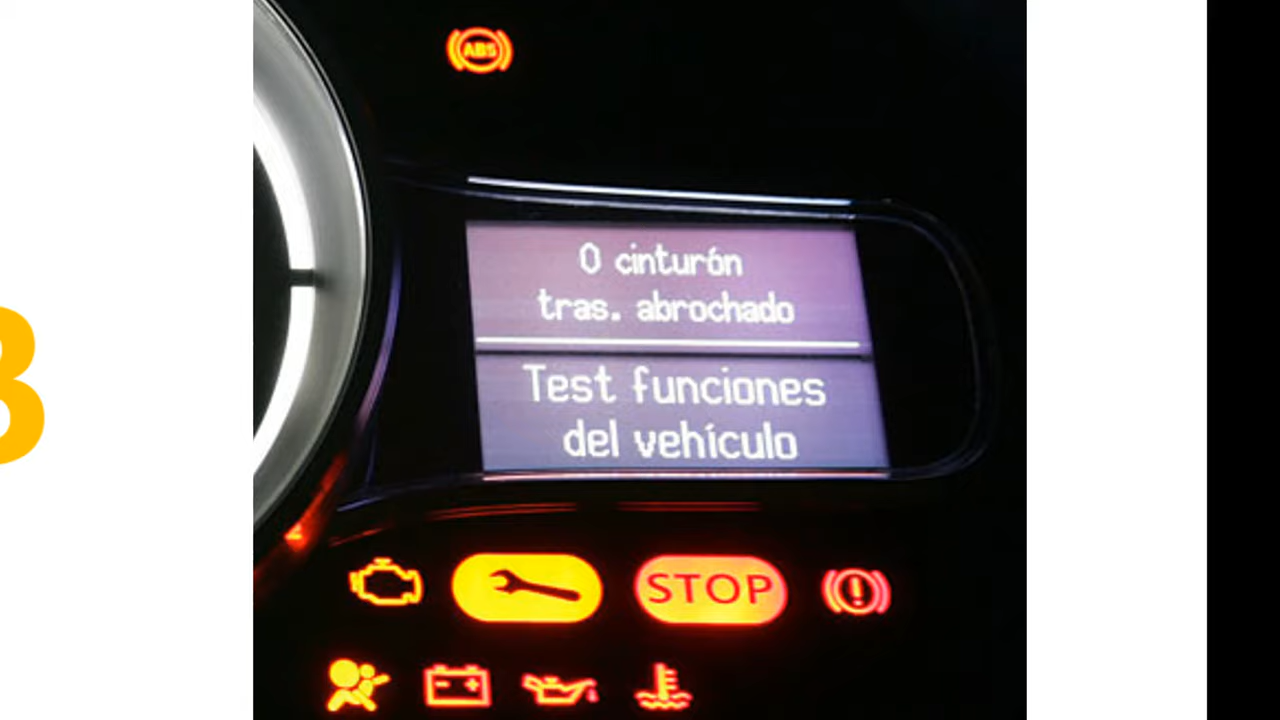 ABS
0 cinturón
tras. abrochado
Test funciones
del vehículo
STOP